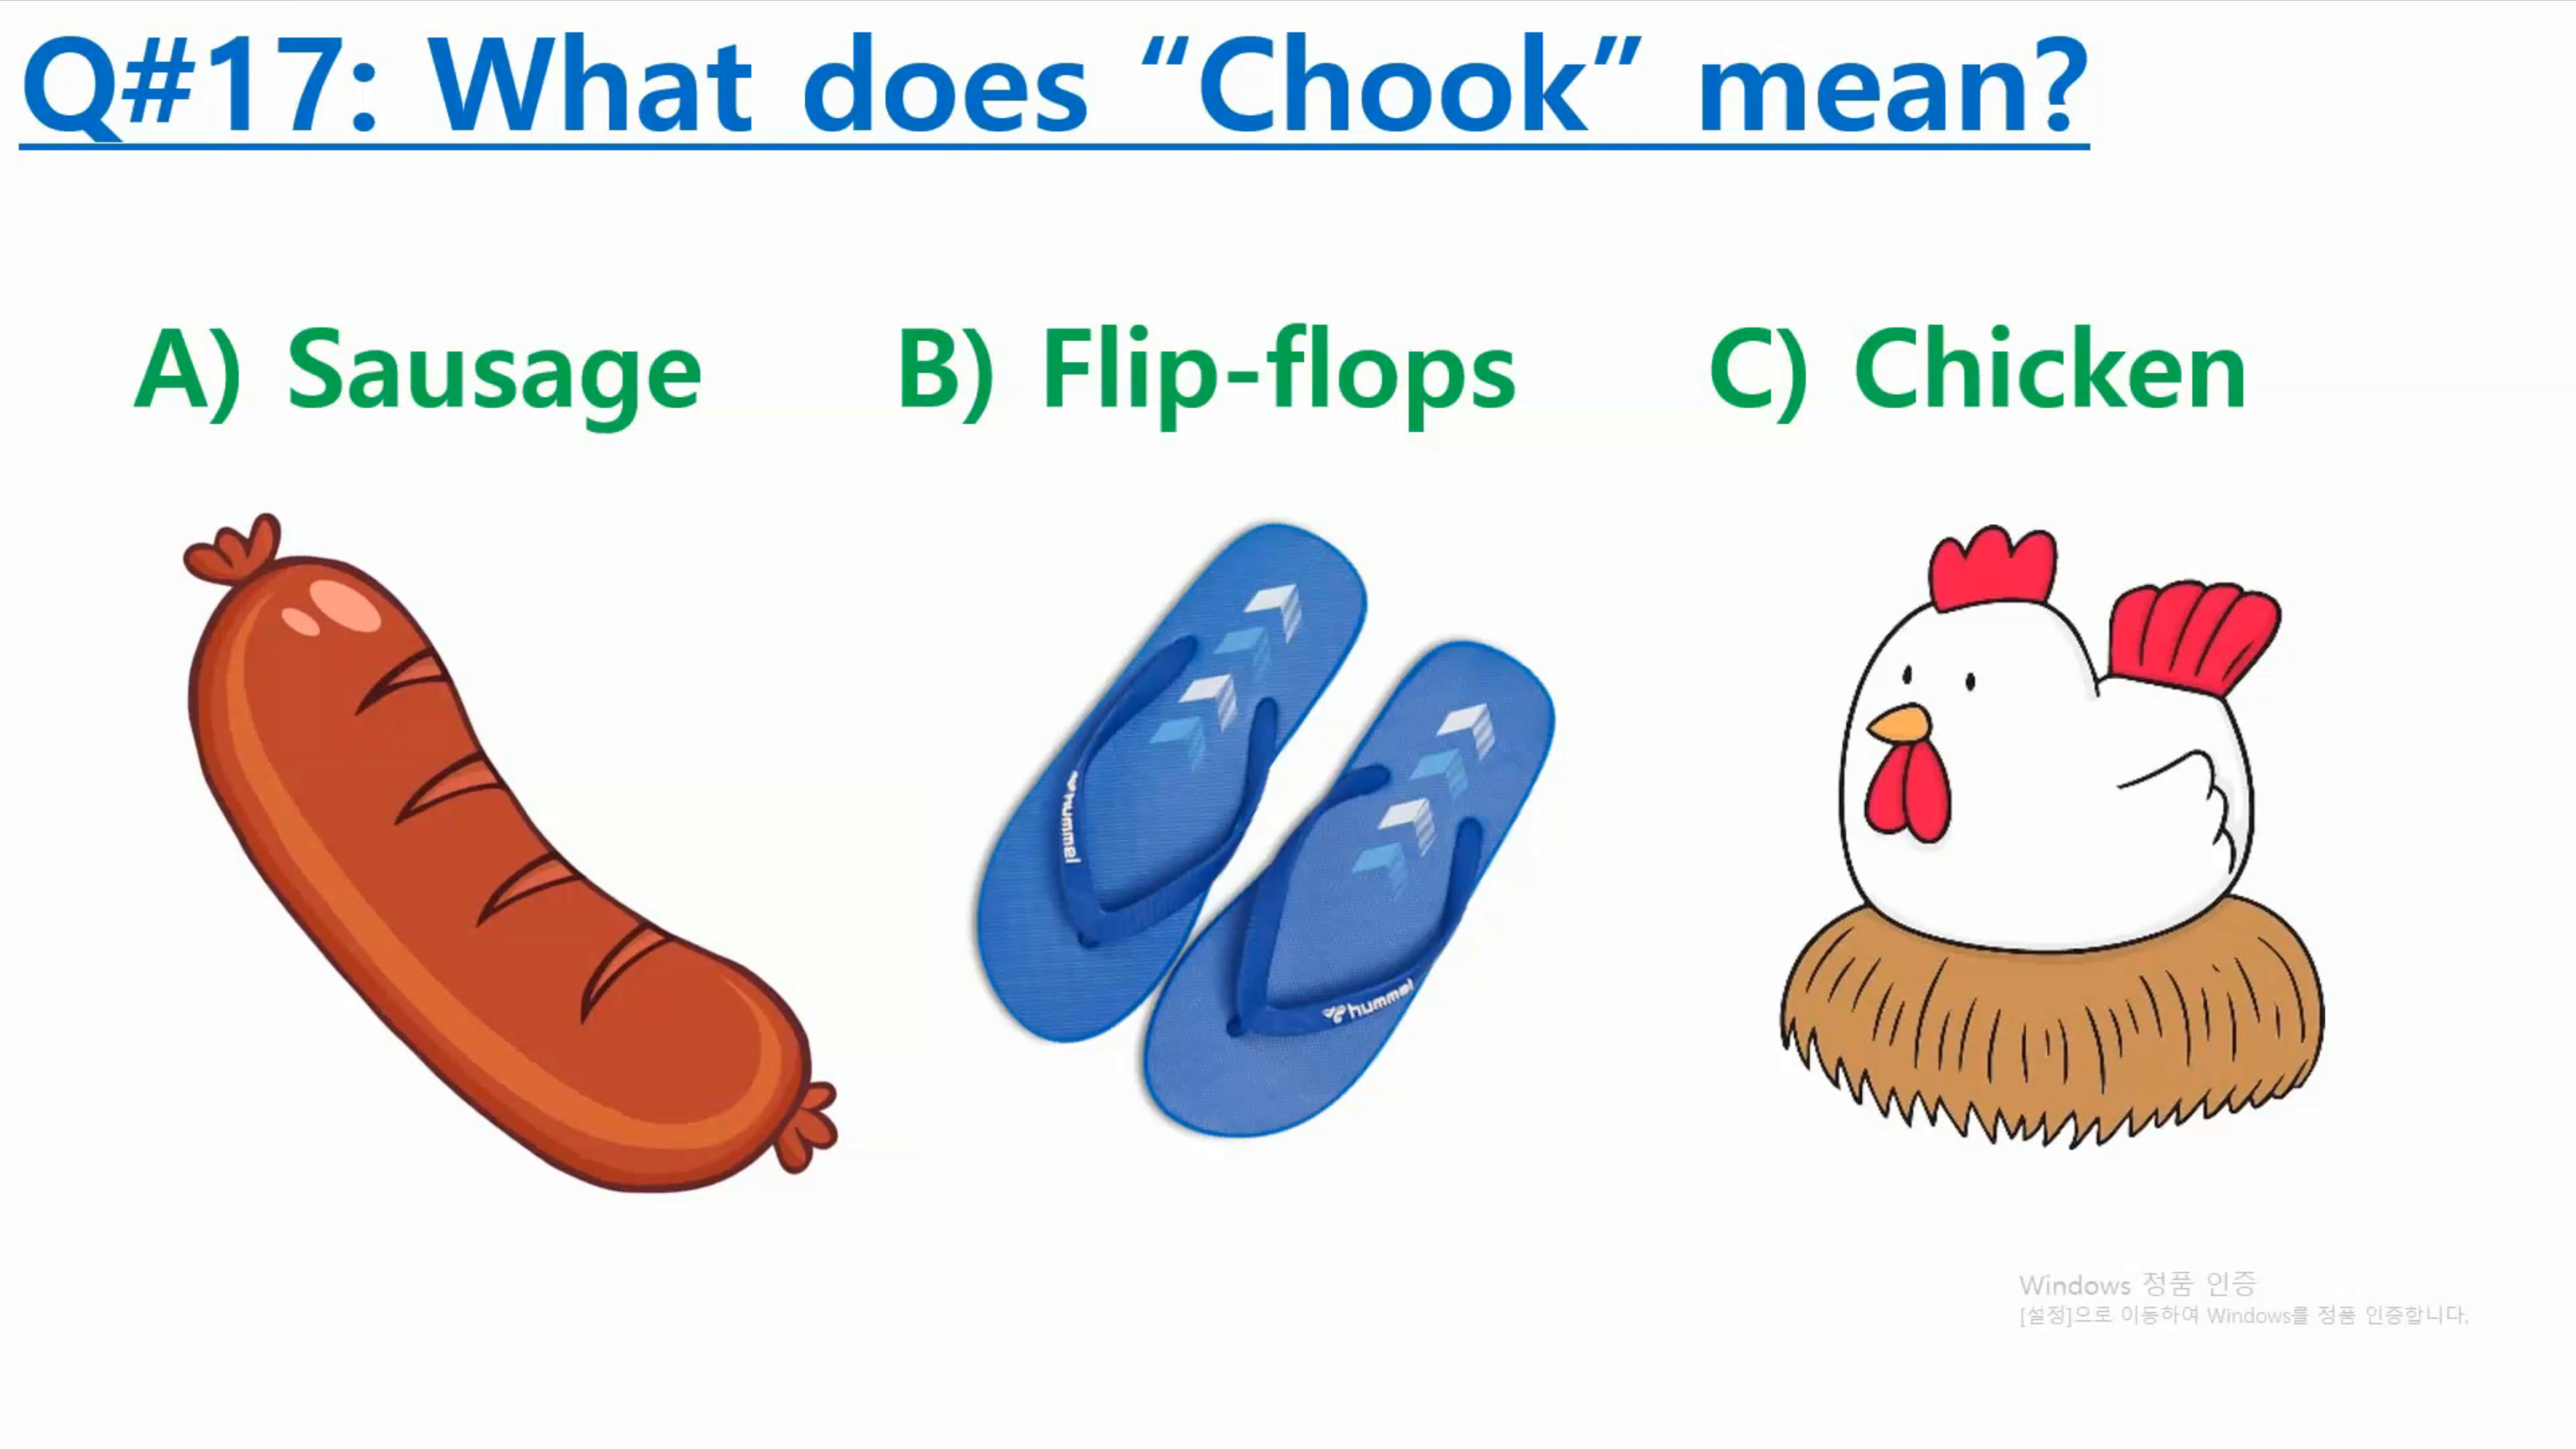 Q#17: What does “Chook” mean?
A) Sausage B) Flip-flops C) Chicken
hummel
hummel
Windows 정품 인증
[설정]으로 이동하여 Windows를 정품 인증합니다.